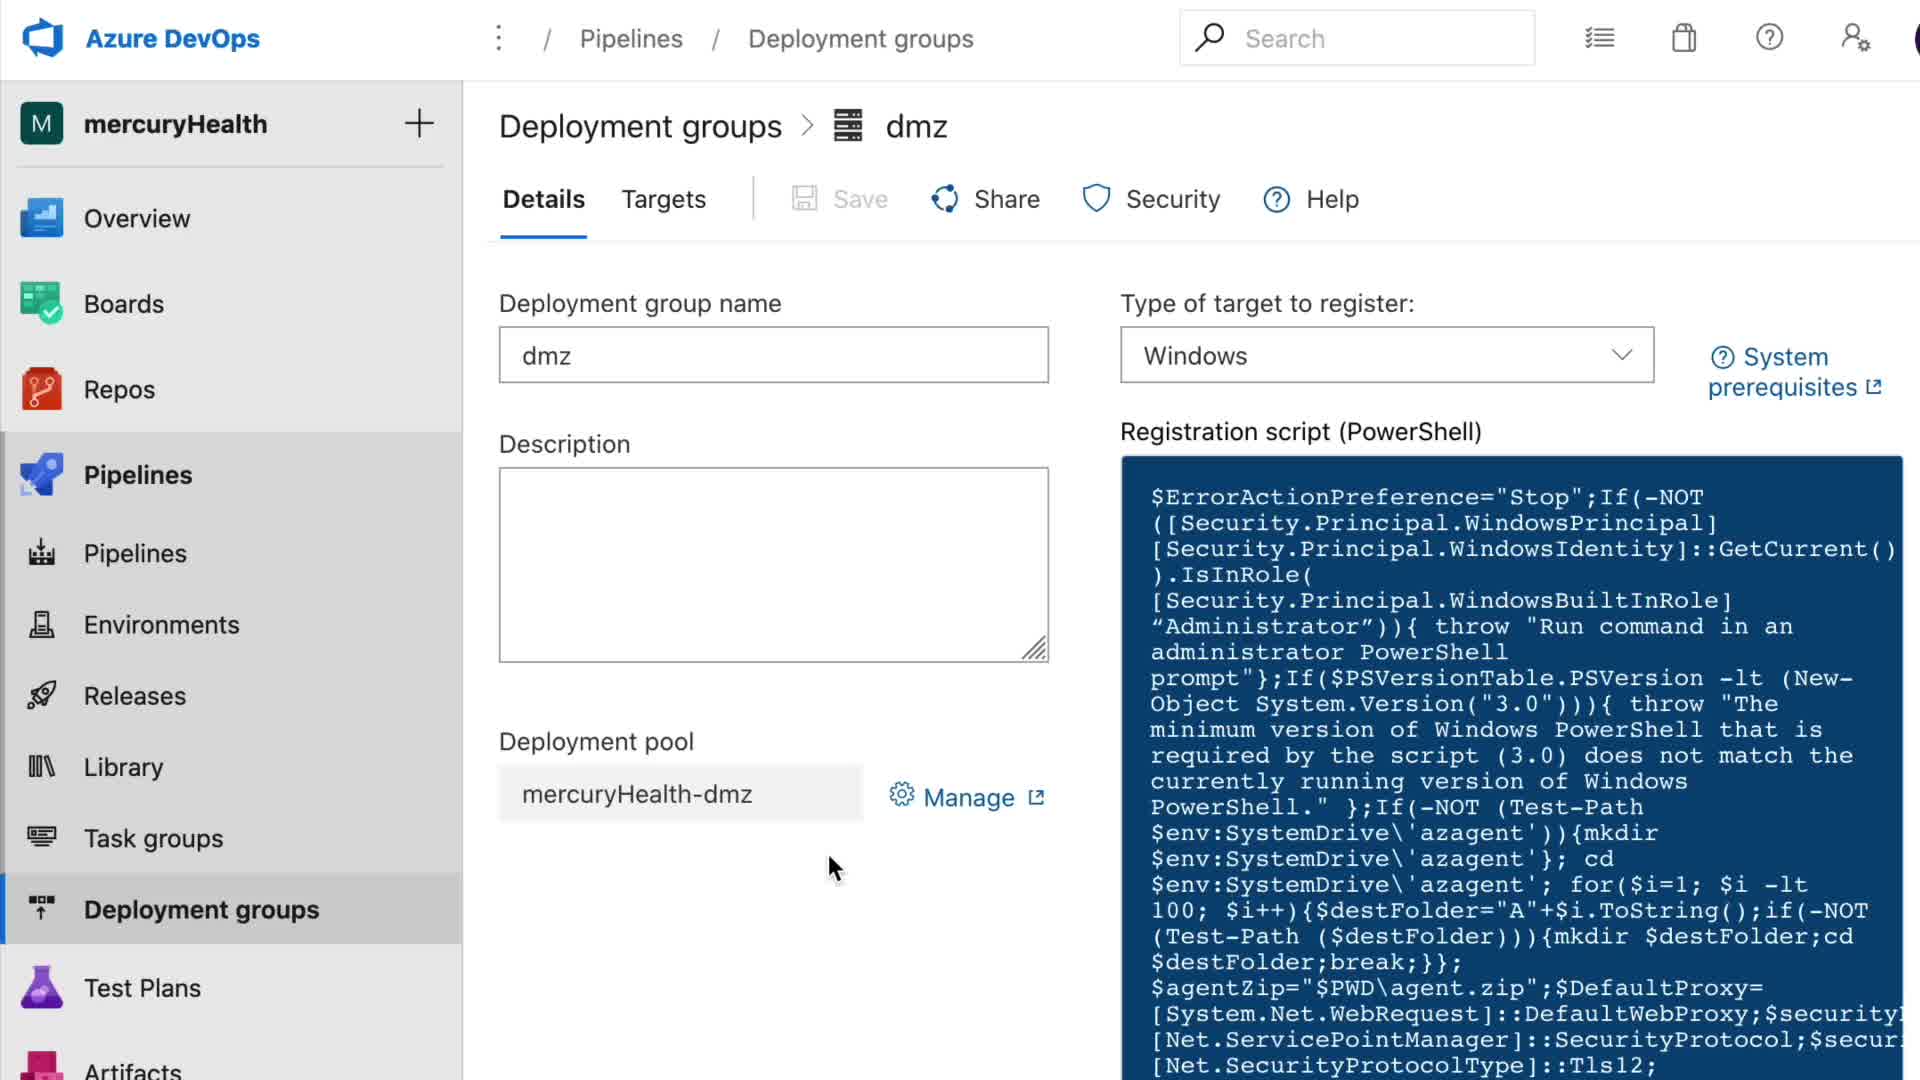 Azure DevOps
/ Pipelines / Deployment groups
Search
M mercuryHealth
Overview
Boards
Repos
Pipelines
Pipelines
Environments
Releases
Library
Task groups
Deployment groups
Test Plans
Artifacts
Deployment groups > dmz
Details Targets Save Share Security Help
Deployment group name
dmz
Description
Deployment pool
mercuryHealth-dmz Manage
Type of target to register:
Windows
System
prerequisites
Registration script (PowerShell)
$ErrorActionPreference="Stop";If(-NOT
([Security.Principal.WindowsPrincipal]
[Security.Principal.WindowsIdentity]::GetCurrent()
).IsInRole(
[Security.Principal.WindowsBuiltInRole]
“Administrator”)){ throw "Run command in an
administrator PowerShell
prompt"};If($PSVersionTable.PSVersion -lt (New-
Object System.Version("3.0"))){ throw "The
minimum version of Windows PowerShell that is
required by the script (3.0) does not match the
currently running version of Windows
PowerShell." };If(-NOT (Test-Path
$env:SystemDrive\'azagent')){mkdir
$env:SystemDrive\'azagent'}; cd
$env:SystemDrive\'azagent'; for($i=1; $i -lt
100; $i++){$destFolder="A"+$i.ToString();if(-NOT
(Test-Path ($destFolder))){mkdir $destFolder;cd
$destFolder;break;}};
$agentZip="$PWD\agent.zip";$DefaultProxy=
[System.Net.WebRequest]::DefaultWebProxy;$security
[Net.ServicePointManager]::SecurityProtocol;$secur
[Net.SecurityProtocolType]::Tls12;